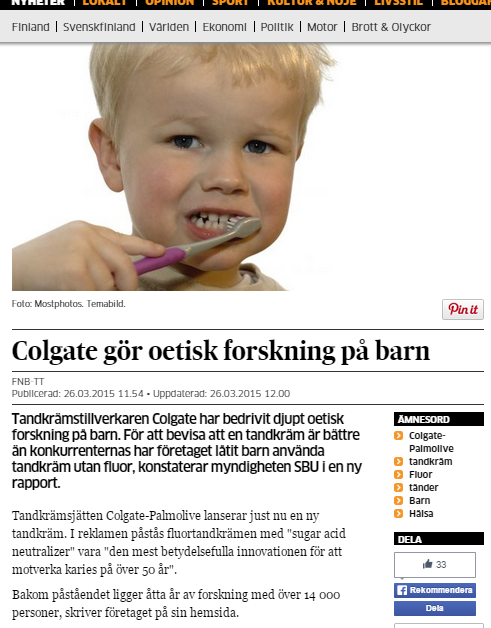 NYHETER | LOKALT | OPINION | SPORT | KULTUR & NÖJE | LIVSSTIL | BLOGGAR
Finland | Svenskfinland | Världen | Ekonomi | Politik | Motor | Brott & Olyckor
Foto: Mostphotos. Temabild.
Pin it
Colgate gör oetisk forskning på barn
FNB-TT
Publicerad: 26.03.2015 11.54 • Uppdaterad: 26.03.2015 12.00
Tandkrämstillverkaren Colgate har bedrivit djupt oetisk
forskning på barn. För att bevisa att en tandkräm är bättre
än konkurrenternas har företaget låtit barn använda
tandkräm utan fluor, konstaterar myndigheten SBU i en ny
rapport.
Tandkrämsjätten Colgate-Palmolive lanserar just nu en ny
tandkräm. I reklamen påstås fluortandkrämen med "sugar acid
neutralizer" vara "den mest betydelsefulla innovationen för att
motverka karies på över 50 år".
Bakom påståendet ligger åtta år av forskning med över 14 000
personer, skriver företaget på sin hemsida.
ÄMNESORD
Colgate-
Palmolive
tandkräm
Fluor
tänder
Barn
Hälsa
DELA
33
Rekommendera
Dela